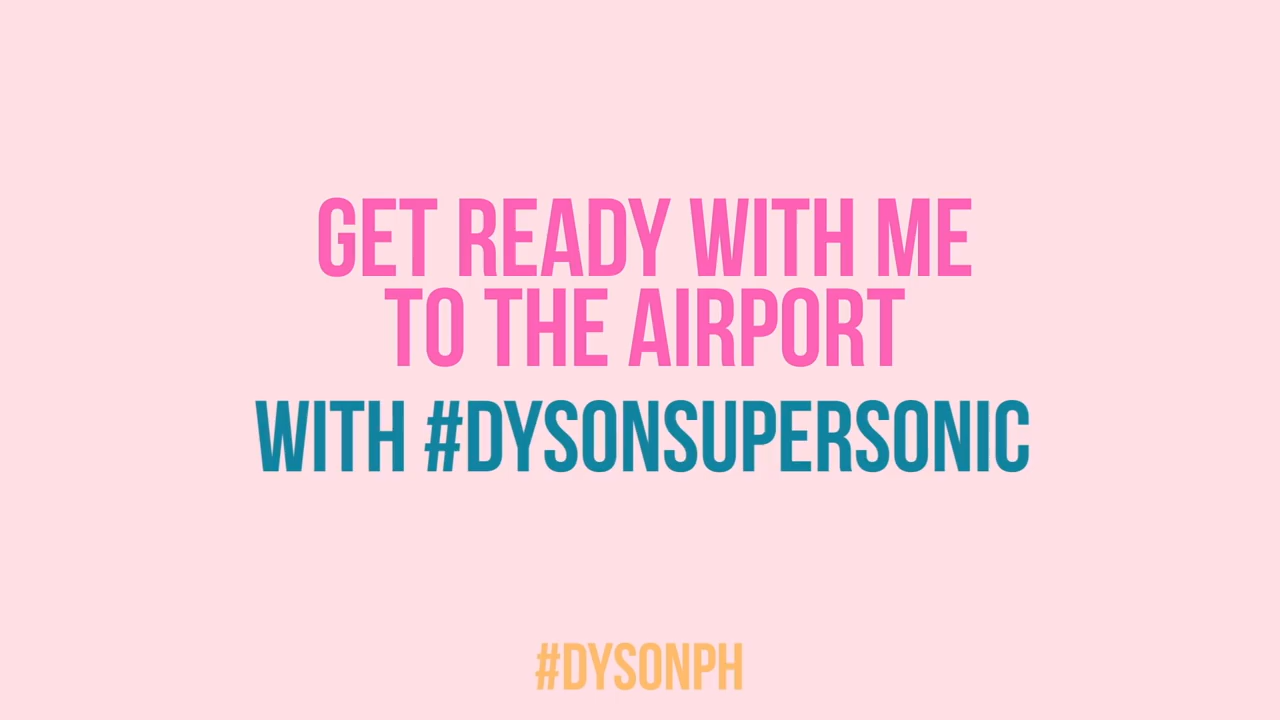 GET READY WITH ME
TO THE AIRPORT
WITH #DYSONSUPERSONIC
#DYSONPH